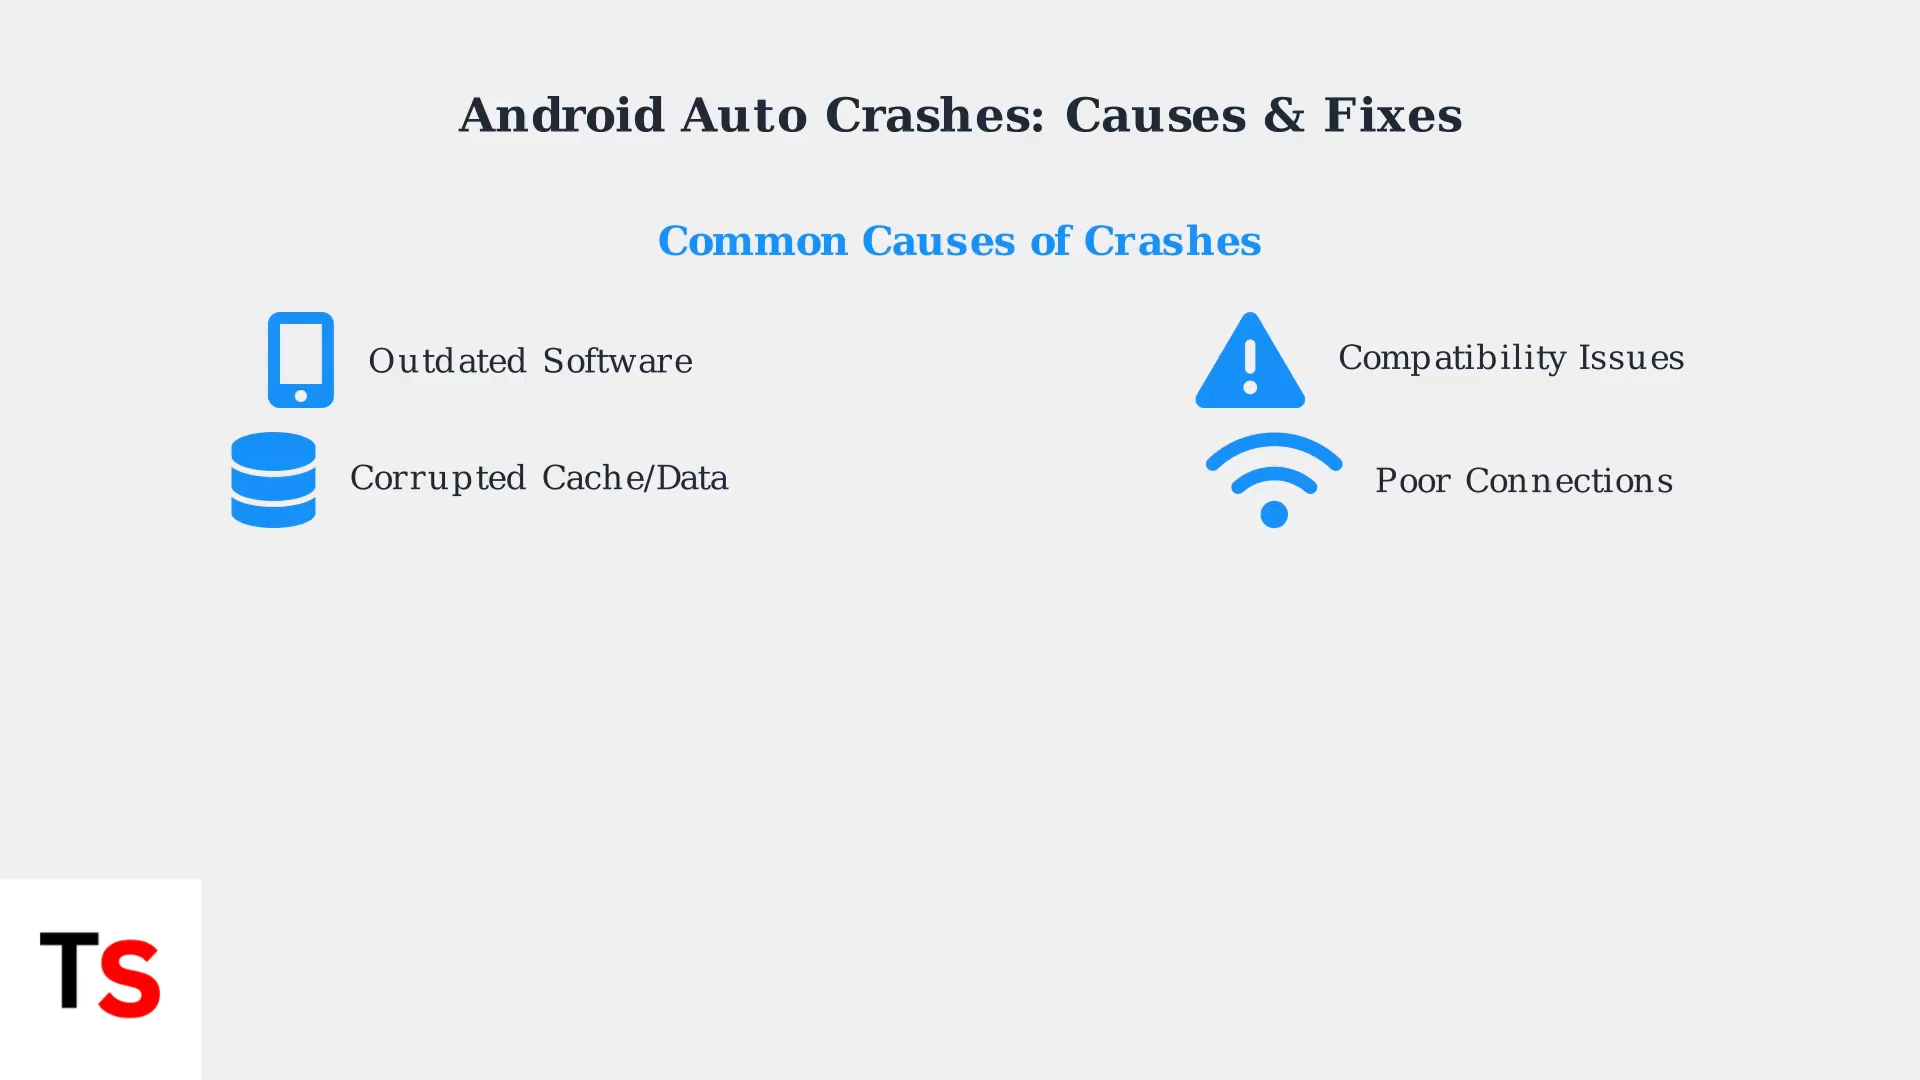 Android Auto Crashes: Causes & Fixes
Common Causes of Crashes
Outdated Software
Compatibility Issues
Corrupted Cache/Data
Poor Connections
TS